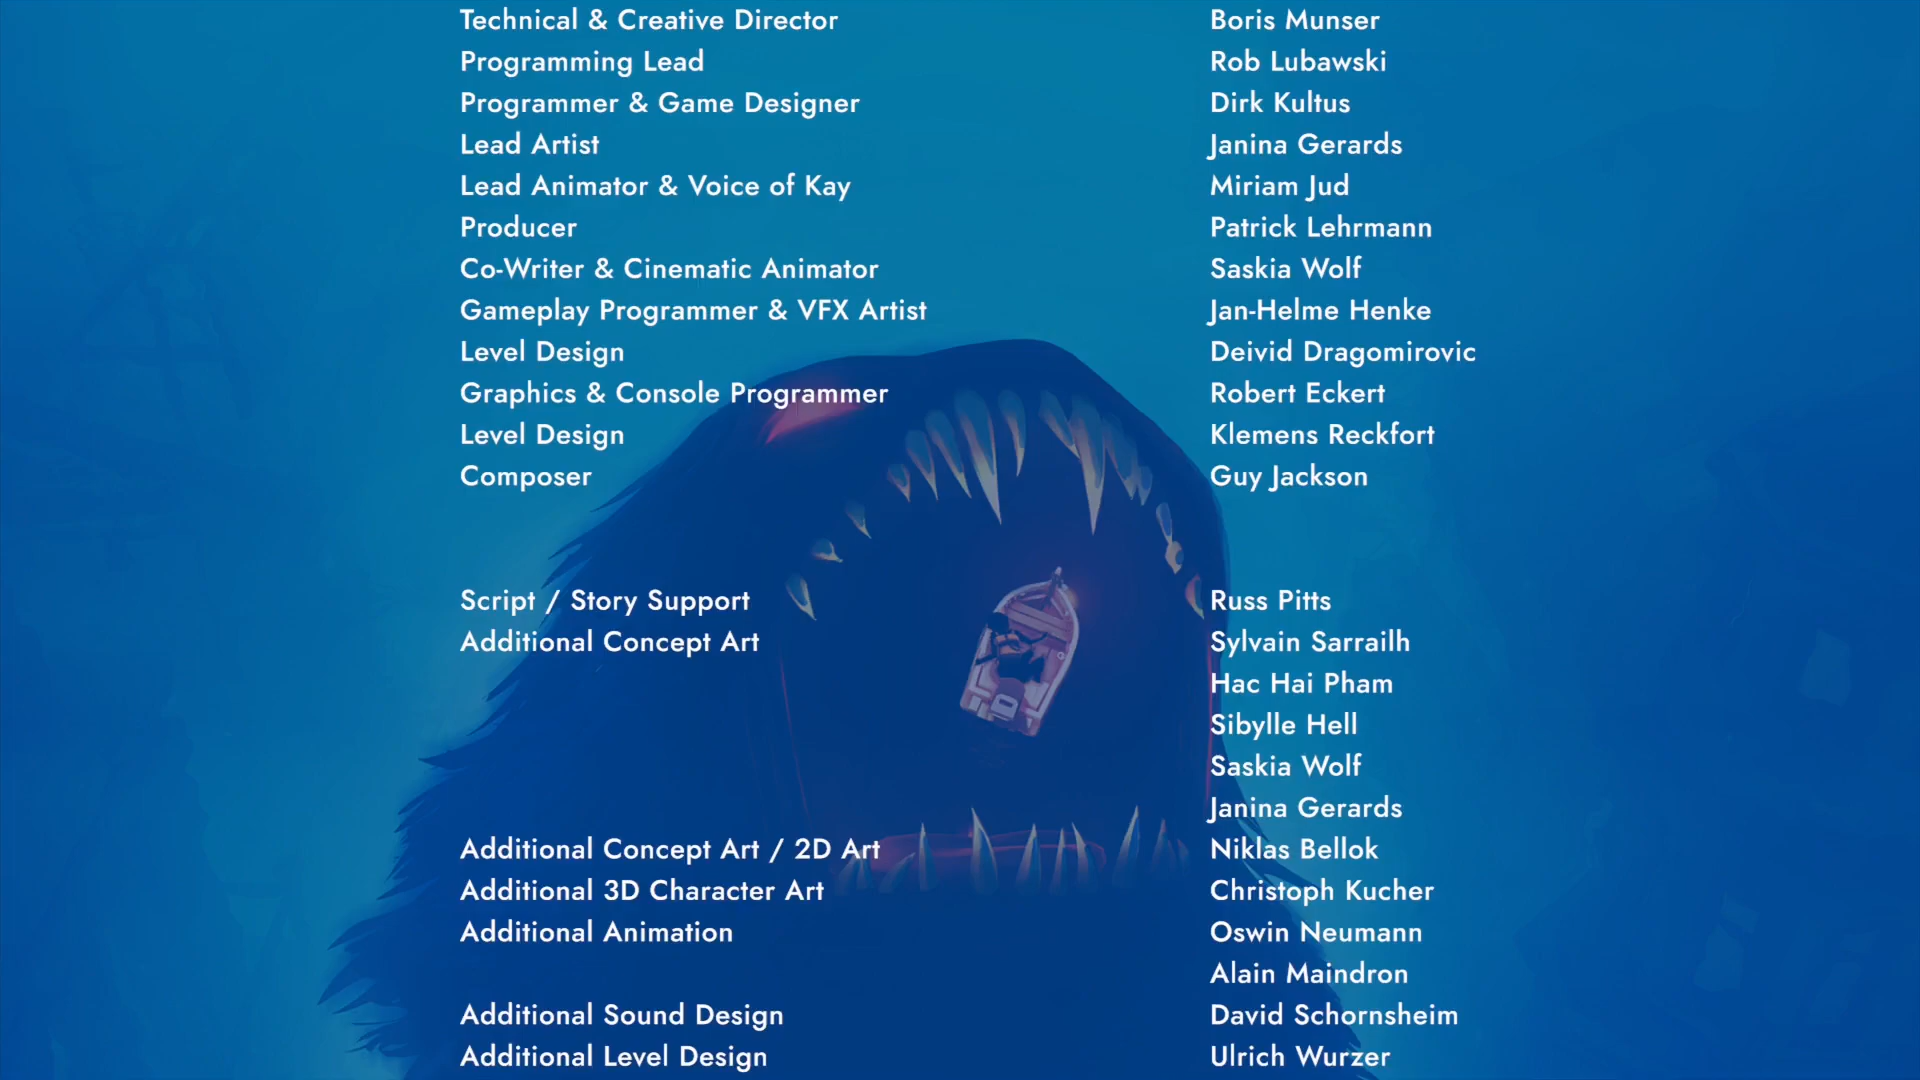 Technical & Creative Director Boris Munser
Programming Lead Rob Lubawski
Programmer & Game Designer Dirk Kultus
Lead Artist Janina Gerards
Lead Animator & Voice of Kay Miriam Jud
Producer Patrick Lehrmann
Co-Writer & Cinematic Animator Saskia Wolf
Gameplay Programmer & VFX Artist Jan-Helme Henke
Level Design Deivid Dragomirovic
Graphics & Console Programmer Robert Eckert
Level Design Klemens Reckfort
Composer Guy Jackson
Script / Story Support Russ Pitts
Additional Concept Art Sylvain Sarrailh
Hac Hai Pham
Sibylle Hell
Saskia Wolf
Janina Gerards
Additional Concept Art / 2D Art Niklas Bellok
Additional 3D Character Art Christoph Kucher
Additional Animation Oswin Neumann
Alain Maindron
Additional Sound Design David Schornsheim
Additional Level Design Ulrich Wurzer